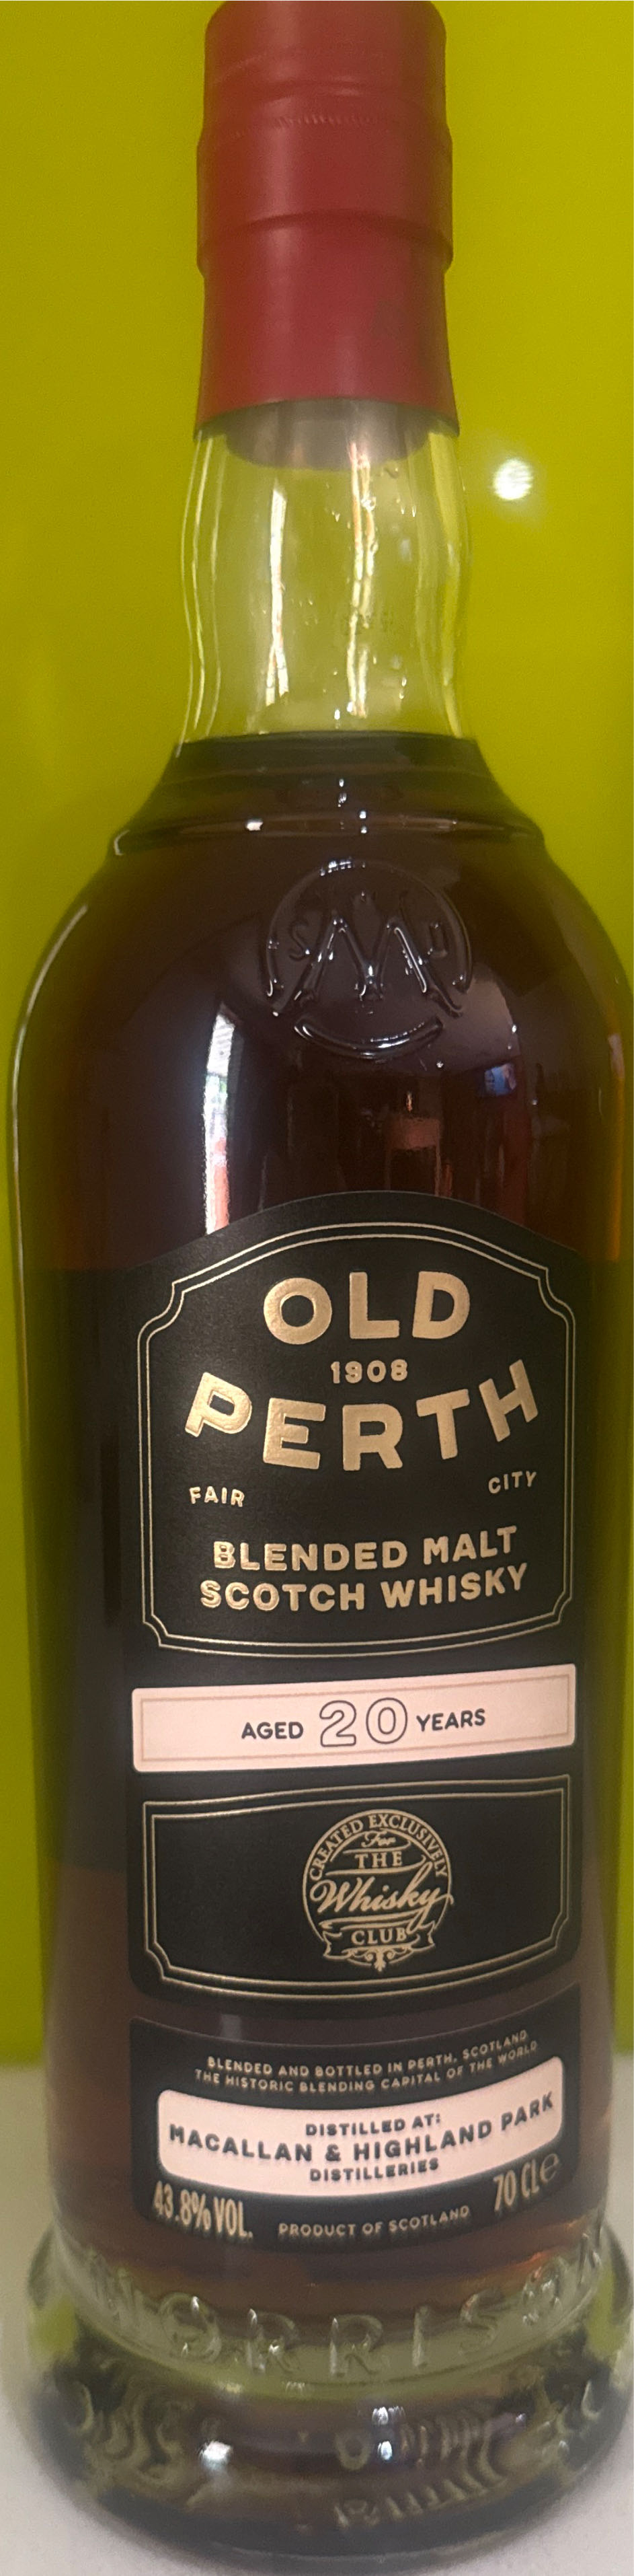 OLD
1908
PERTH
FAIR CITY
BLENDED MALT
SCOTCH WHISKY
AGED 20 YEARS
CREATED EXCLUSIVELY
For
THE
Whisky
CLUB
BLENDED AND BOTTLED IN PERTH, SCOTLAND
THE HISTORIC BLENDING CAPITAL OF THE WORLD
DISTILLED AT:
MACALLAN & HIGHLAND PARK
DISTILLERIES
43.8% VOL. PRODUCT OF SCOTLAND 70 CL e
MORRISON